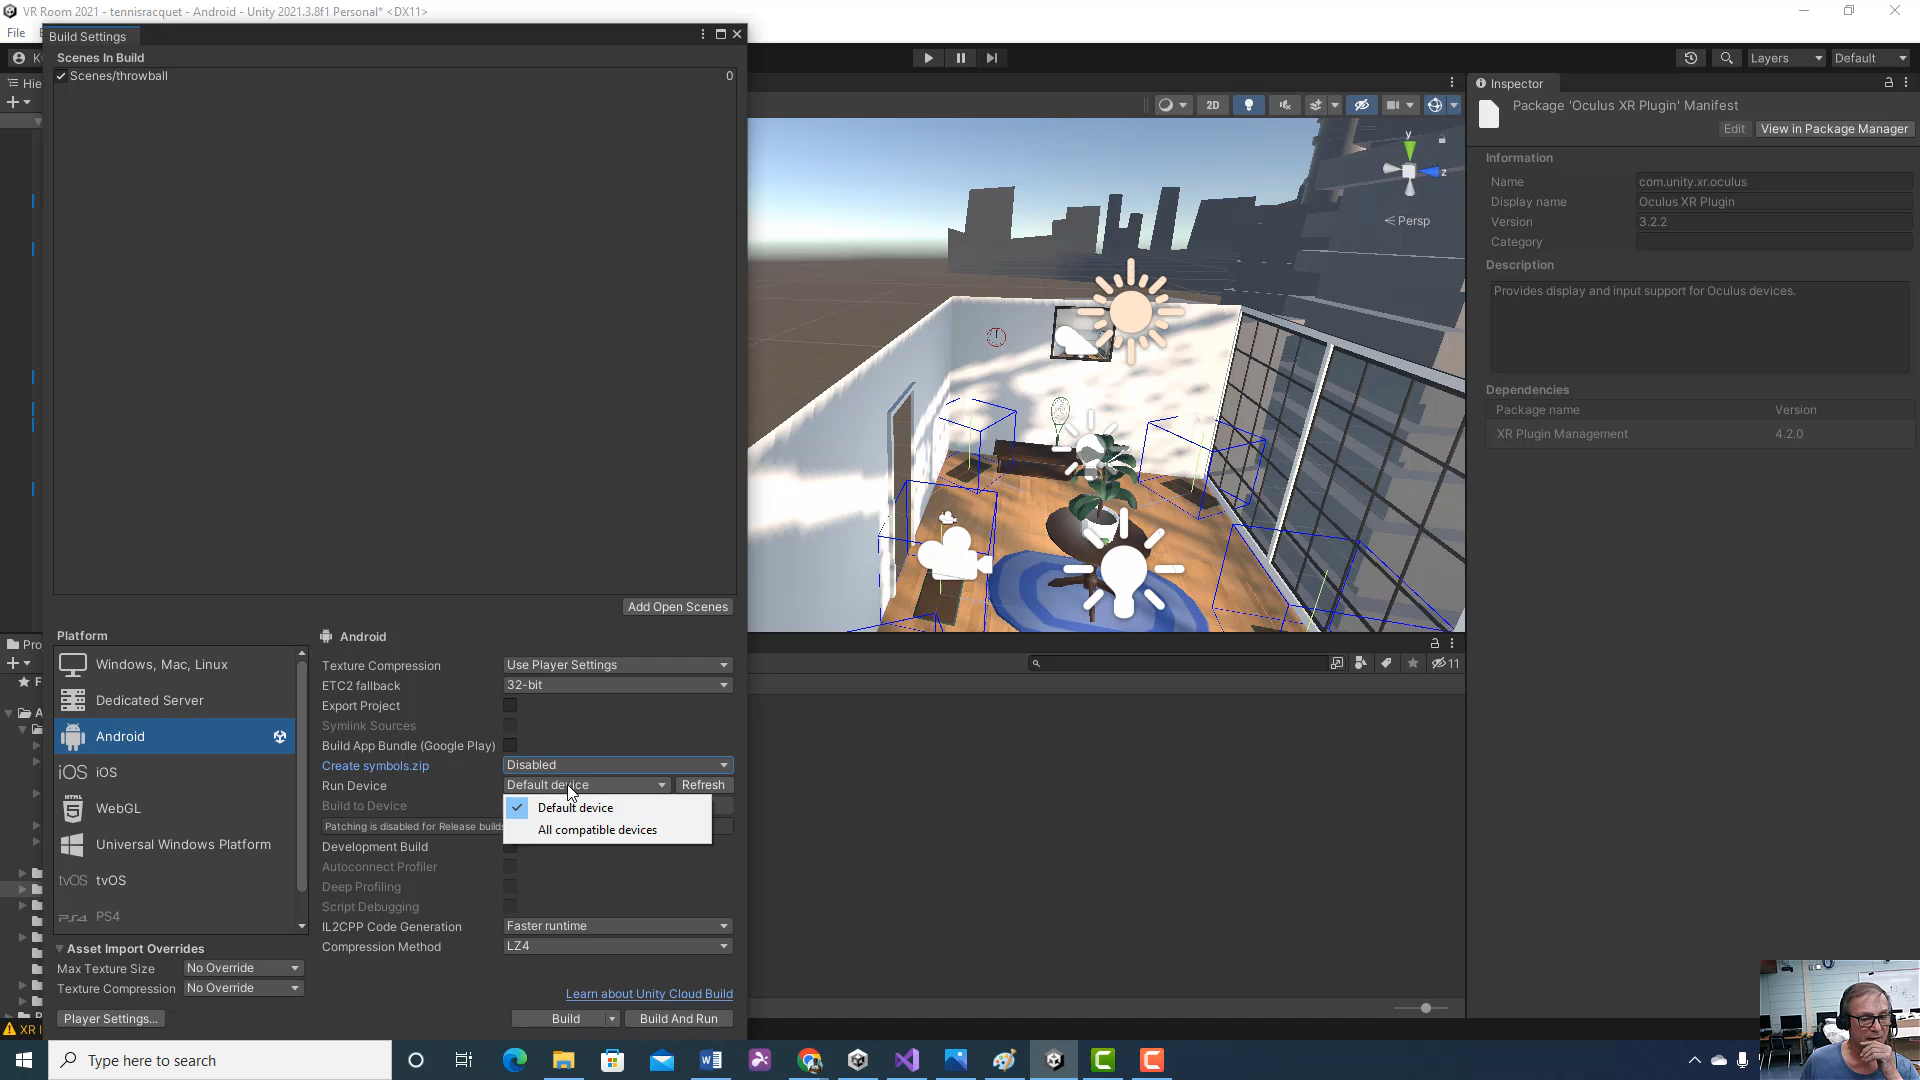 VR Room 2021 - tennisracquet - Android - Unity 2021.3.8f1 Personal* <DX11>
File
Build Settings
Scenes In Build
Scenes/throwball 0
Hie
Layers
Default
2D
y
z
Persp
Inspector
Package 'Oculus XR Plugin' Manifest
Edit
View in Package Manager
Information
Name com.unity.xr.oculus
Display name Oculus XR Plugin
Version 3.2.2
Category
Description
Provides display and input support for Oculus devices.
Dependencies
Package name Version
XR Plugin Management 4.2.0
Add Open Scenes
Pro
11
Platform
Windows, Mac, Linux
Dedicated Server
Android
iOS iOS
WebGL
Universal Windows Platform
tvOS tvOS
PS4 PS4
Asset Import Overrides
Max Texture Size No Override
Texture Compression No Override
Player Settings...
Android
Texture Compression Use Player Settings
ETC2 fallback 32-bit
Export Project
Symlink Sources
Build App Bundle (Google Play)
Create symbols.zip Disabled
Run Device Default device Refresh
Build to Device
Default device
All compatible devices
Patching is disabled for Release builds
Development Build
Autoconnect Profiler
Deep Profiling
Script Debugging
IL2CPP Code Generation Faster runtime
Compression Method LZ4
Learn about Unity Cloud Build
Build
Build And Run
XR I
Type here to search